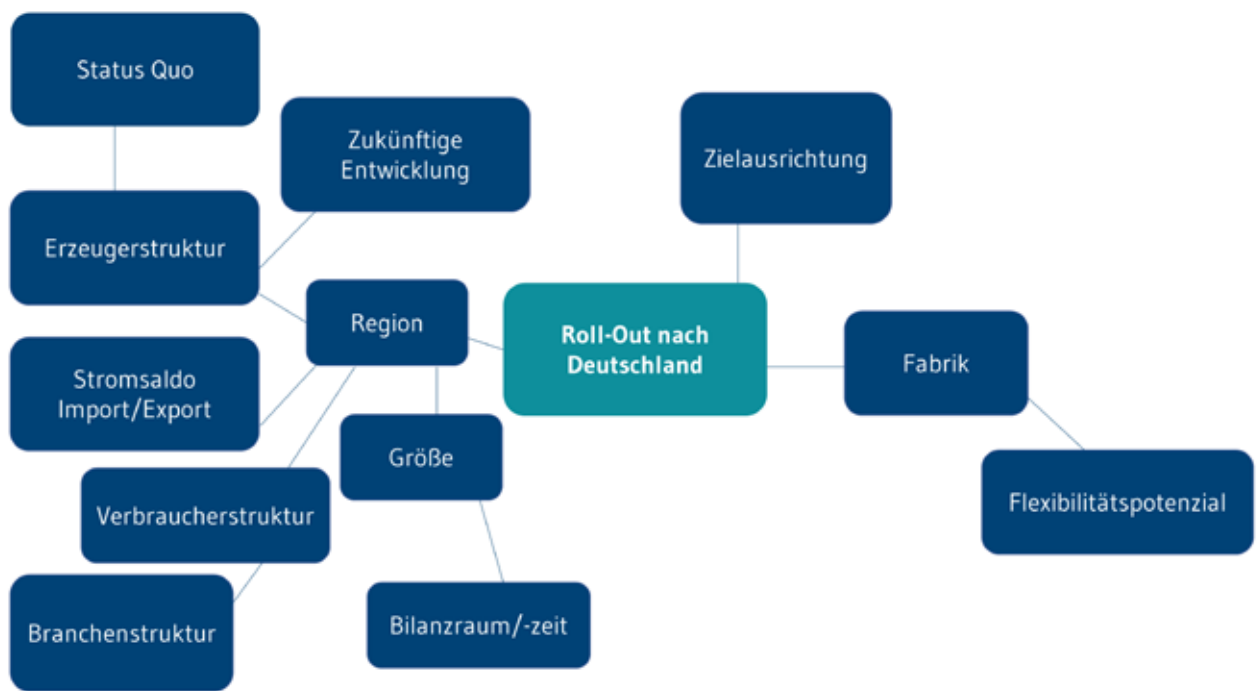 Status Quo
Zukünftige
Entwicklung
Zielausrichtung
Erzeugerstruktur
Region
Roll-Out nach
Deutschland
Fabrik
Stromsaldo
Import/Export
Größe
Verbraucherstruktur
Flexibilitätspotenzial
Branchenstruktur
Bilanzraum/-zeit